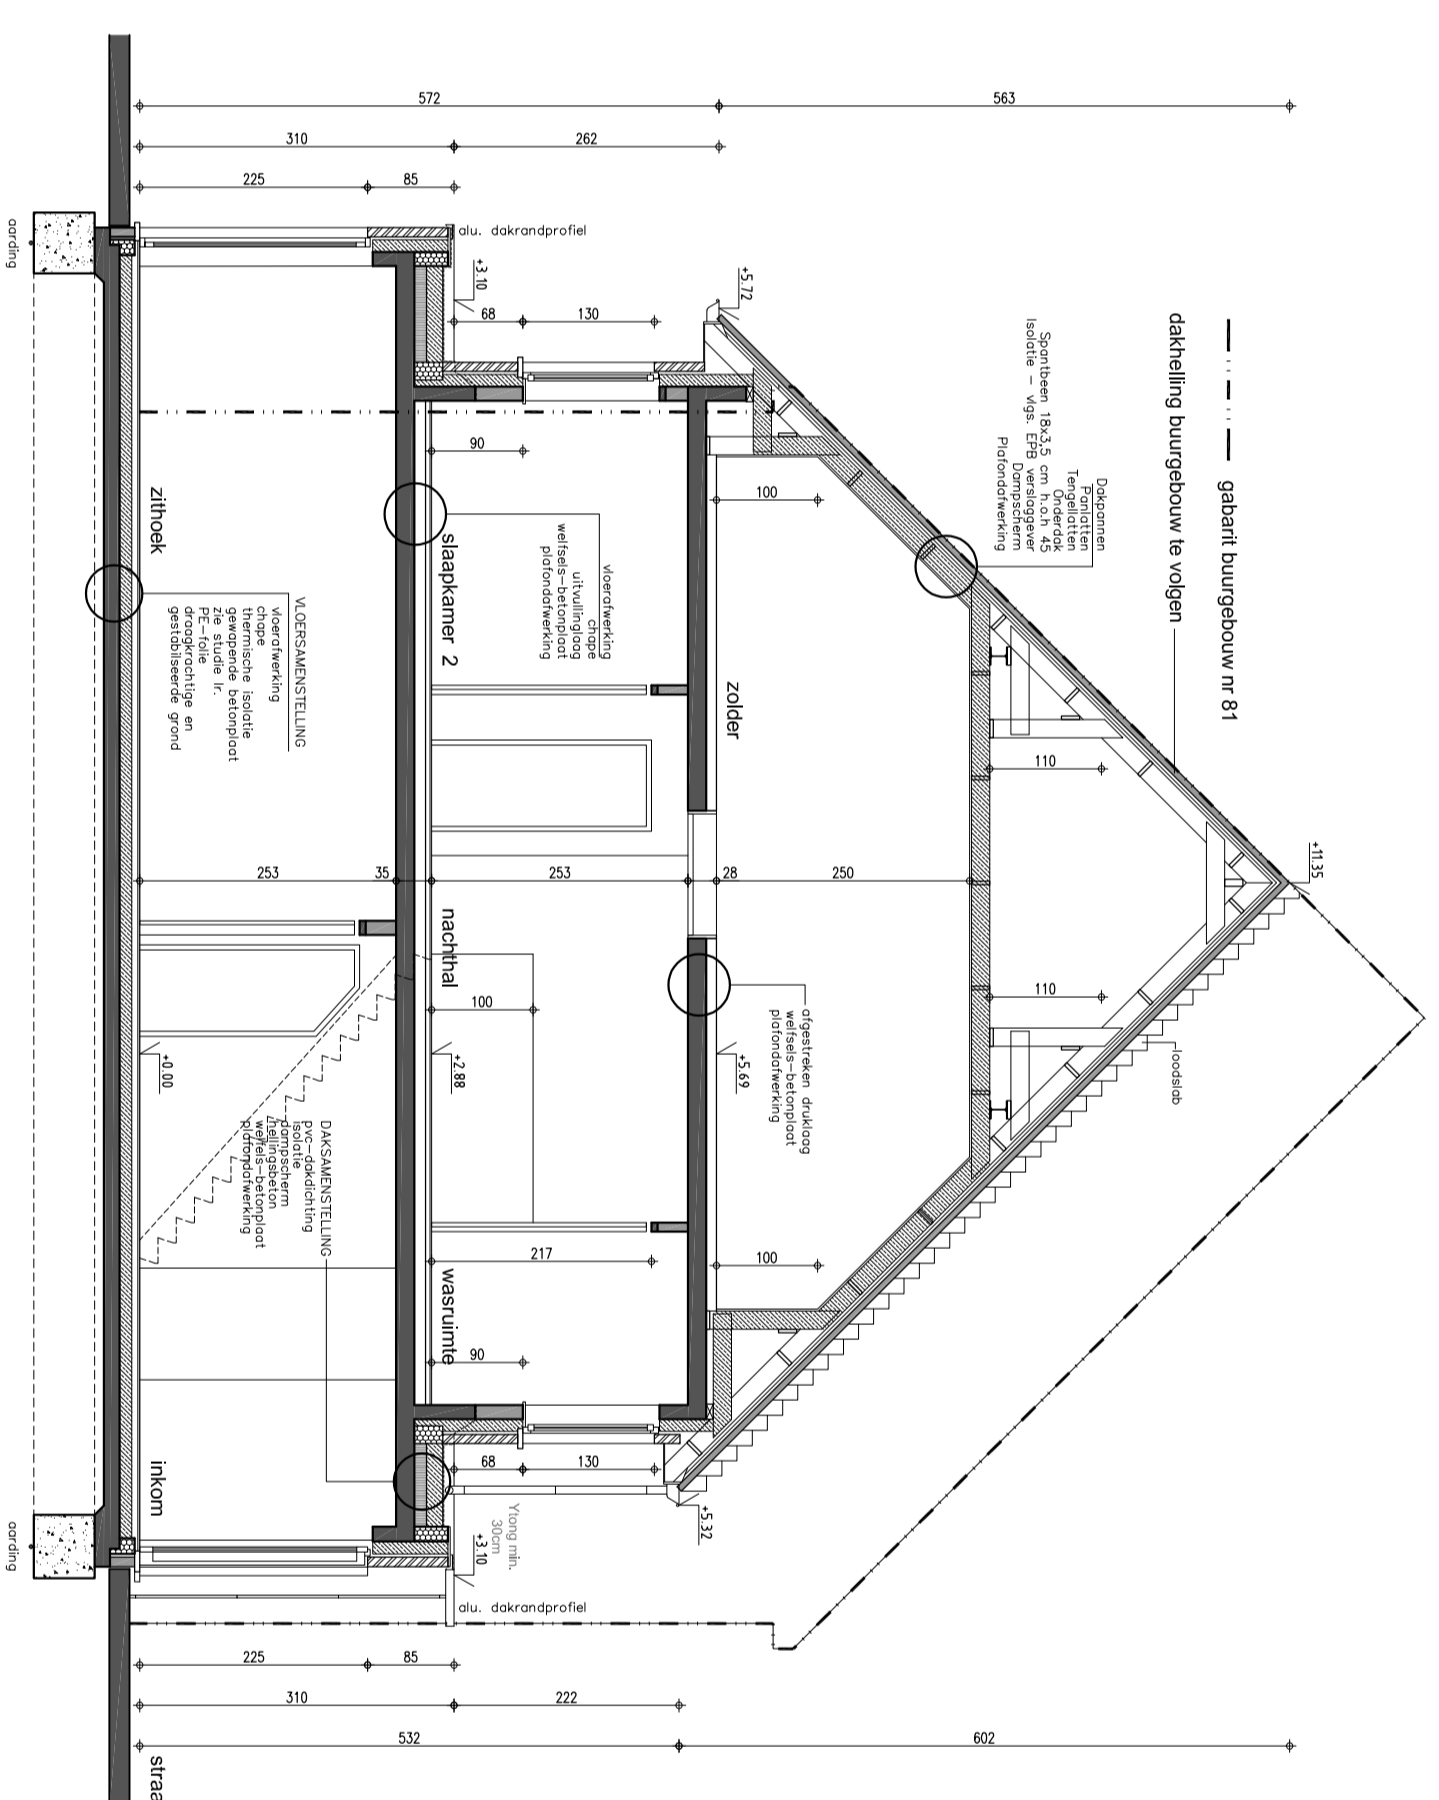 gabarit buurgebouw nr 81
dakhelling buurgebouw te volgen
Dakpannen
Panlatten
Tengellatten
Onderdak
Spantbeen 18x3,5 cm h.o.h 45
Isolatie – vlgs. EPB verslaggever
Dampscherm
Plafondafwerking
+11.35
loodslab
563
572
310
262
225
85
alu. dakrandprofiel
+3.10
+5.72
68
130
90
100
110
110
zolder
250
28
253
35
253
afgestreken druklaag
welfsels–betonplaat
plafondafwerking
+5.69
100
vloerafwerking
chape
uitvullinglaag
welfsels–betonplaat
plafondafwerking
slaapkamer 2
nachthal
wasruimte
100
+2.88
217
90
68
130
+5.32
Ytong min.
30cm
+3.10
alu. dakrandprofiel
VLOERSAMENSTELLING
vloerafwerking
chape
thermische isolatie
gewapende betonplaat
zie studie Ir.
PE–folie
draagkrachtige en
gestabilseerde grond
DAKSAMENSTELLING
pvc–dakdichting
isolatie
dampscherm
hellingsbeton
welfsels–betonplaat
plafondafwerking
zithoek
+0.00
inkom
straa
aarding
aarding
225
85
310
222
532
602